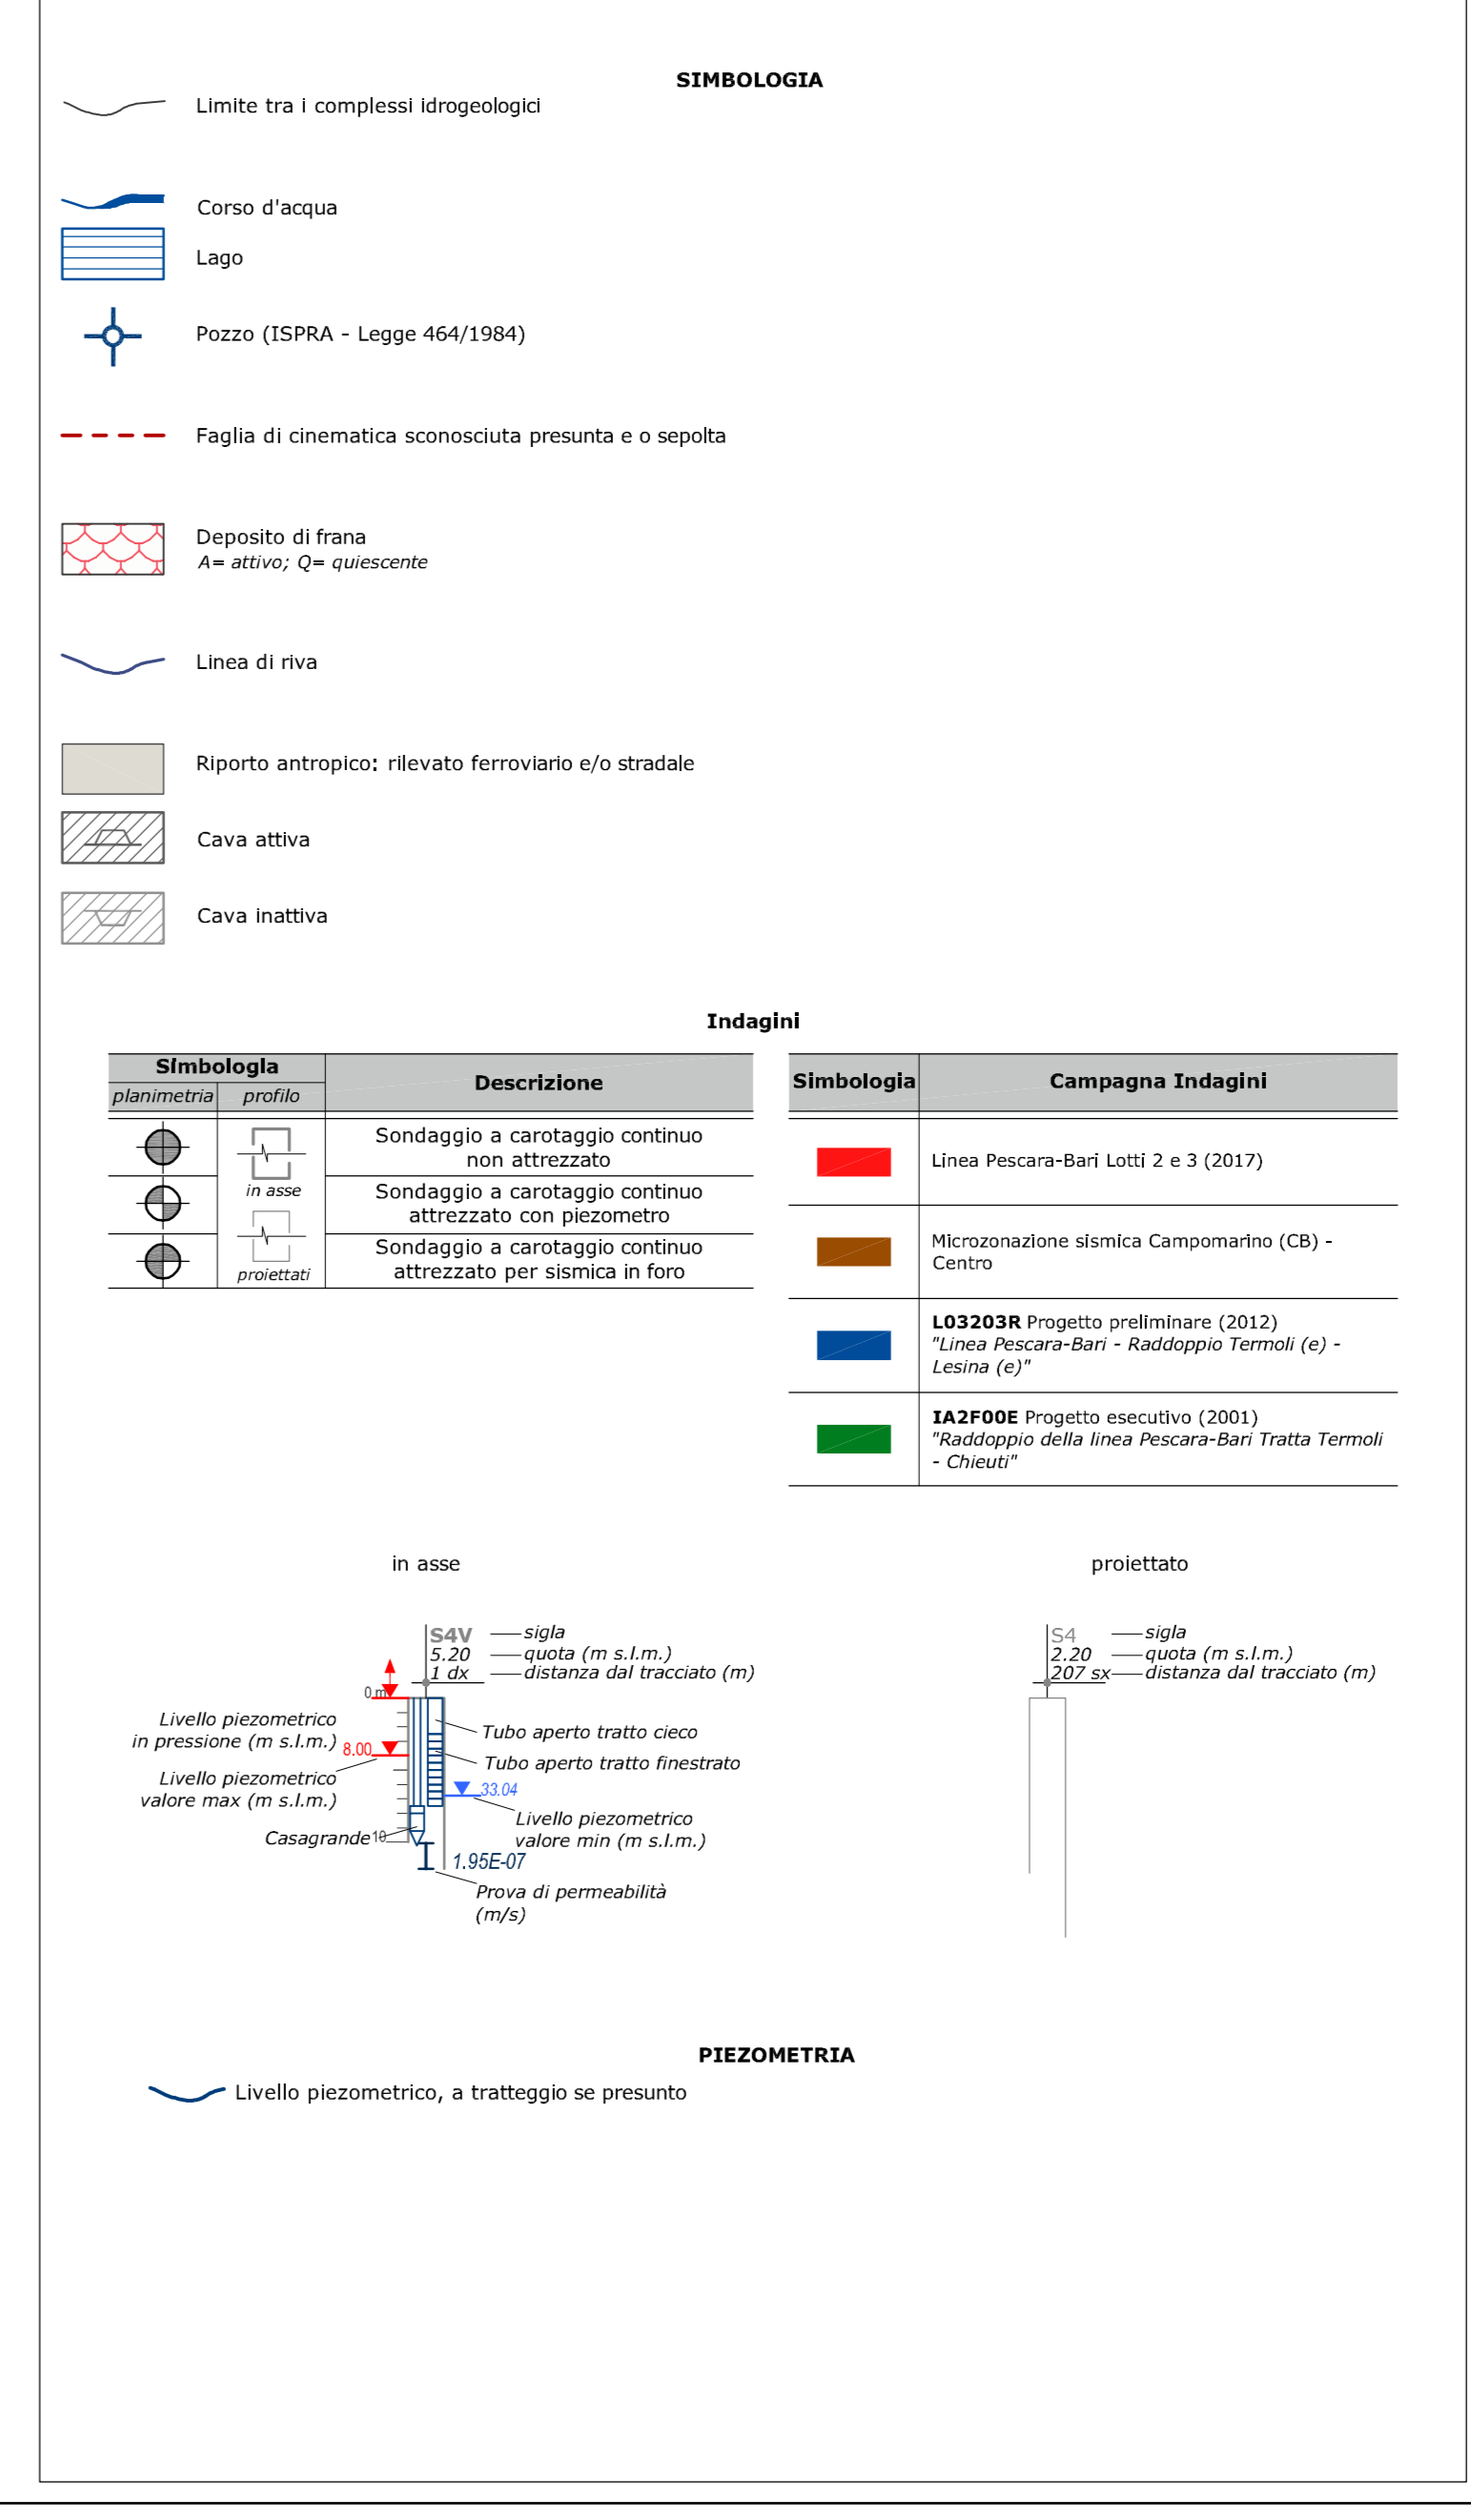 SIMBOLOGIA
Limite tra i complessi idrogeologici
Corso d'acqua
Lago
Pozzo (ISPRA - Legge 464/1984)
Faglia di cinematica sconosciuta presunta e o sepolta
Deposito di frana
A= attivo; Q= quiescente
Linea di riva
Riporto antropico: rilevato ferroviario e/o stradale
Cava attiva
Cava inattiva
Indagini
Simbologia
Descrizione
planimetria
profilo
Sondaggio a carotaggio continuo
non attrezzato
in asse
Sondaggio a carotaggio continuo
attrezzato con piezometro
Sondaggio a carotaggio continuo
attrezzato per sismica in foro
proiettati
Simbologia
Campagna Indagini
Linea Pescara-Bari Lotti 2 e 3 (2017)
Microzonazione sismica Campomarino (CB) -
Centro
L03203R Progetto preliminare (2012)
"Linea Pescara-Bari - Raddoppio Termoli (e) -
Lesina (e)"
IA2F00E Progetto esecutivo (2001)
"Raddoppio della linea Pescara-Bari Tratta Termoli
- Chieuti"
in asse
S4V
sigla
5.20
quota (m s.l.m.)
1 dx
distanza dal tracciato (m)
0 m
Livello piezometrico
in pressione (m s.l.m.)
8.00
Livello piezometrico
valore max (m s.l.m.)
Casagrande
10
Tubo aperto tratto cieco
Tubo aperto tratto finestrato
33.04
Livello piezometrico
valore min (m s.l.m.)
1.95E-07
Prova di permeabilità
(m/s)
proiettato
S4
sigla
2.20
quota (m s.l.m.)
207 sx
distanza dal tracciato (m)
PIEZOMETRIA
Livello piezometrico, a tratteggio se presunto